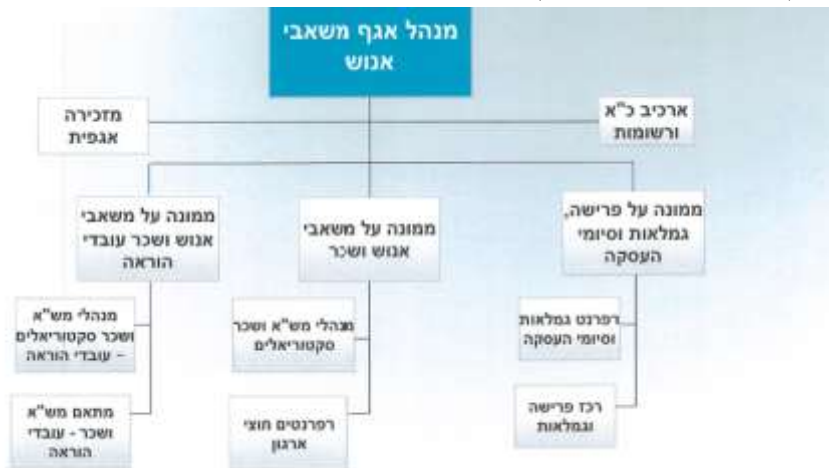 מנהל אגף משאבי
אנוש
ארכיב כ"א
ורשומות
מזכירה
אגפית
ממונה על פרישה,
גמלאות וסיומי
העסקה
ממונה על משאבי
אנוש ושכר
ממונה על משאבי
אנוש ושכר עובדי
הוראה
רפרנט גמלאות
וסיומי העסקה
רכז פרישה
וגמלאות
מנהלי מש"א ושכר
סקטוריאלים
רפרנטים חוצי
ארגון
מנהלי מש"א
ושכר סקטוריאלים
– עובדי הוראה
מתאם מש"א
ושכר - עובדי
הוראה